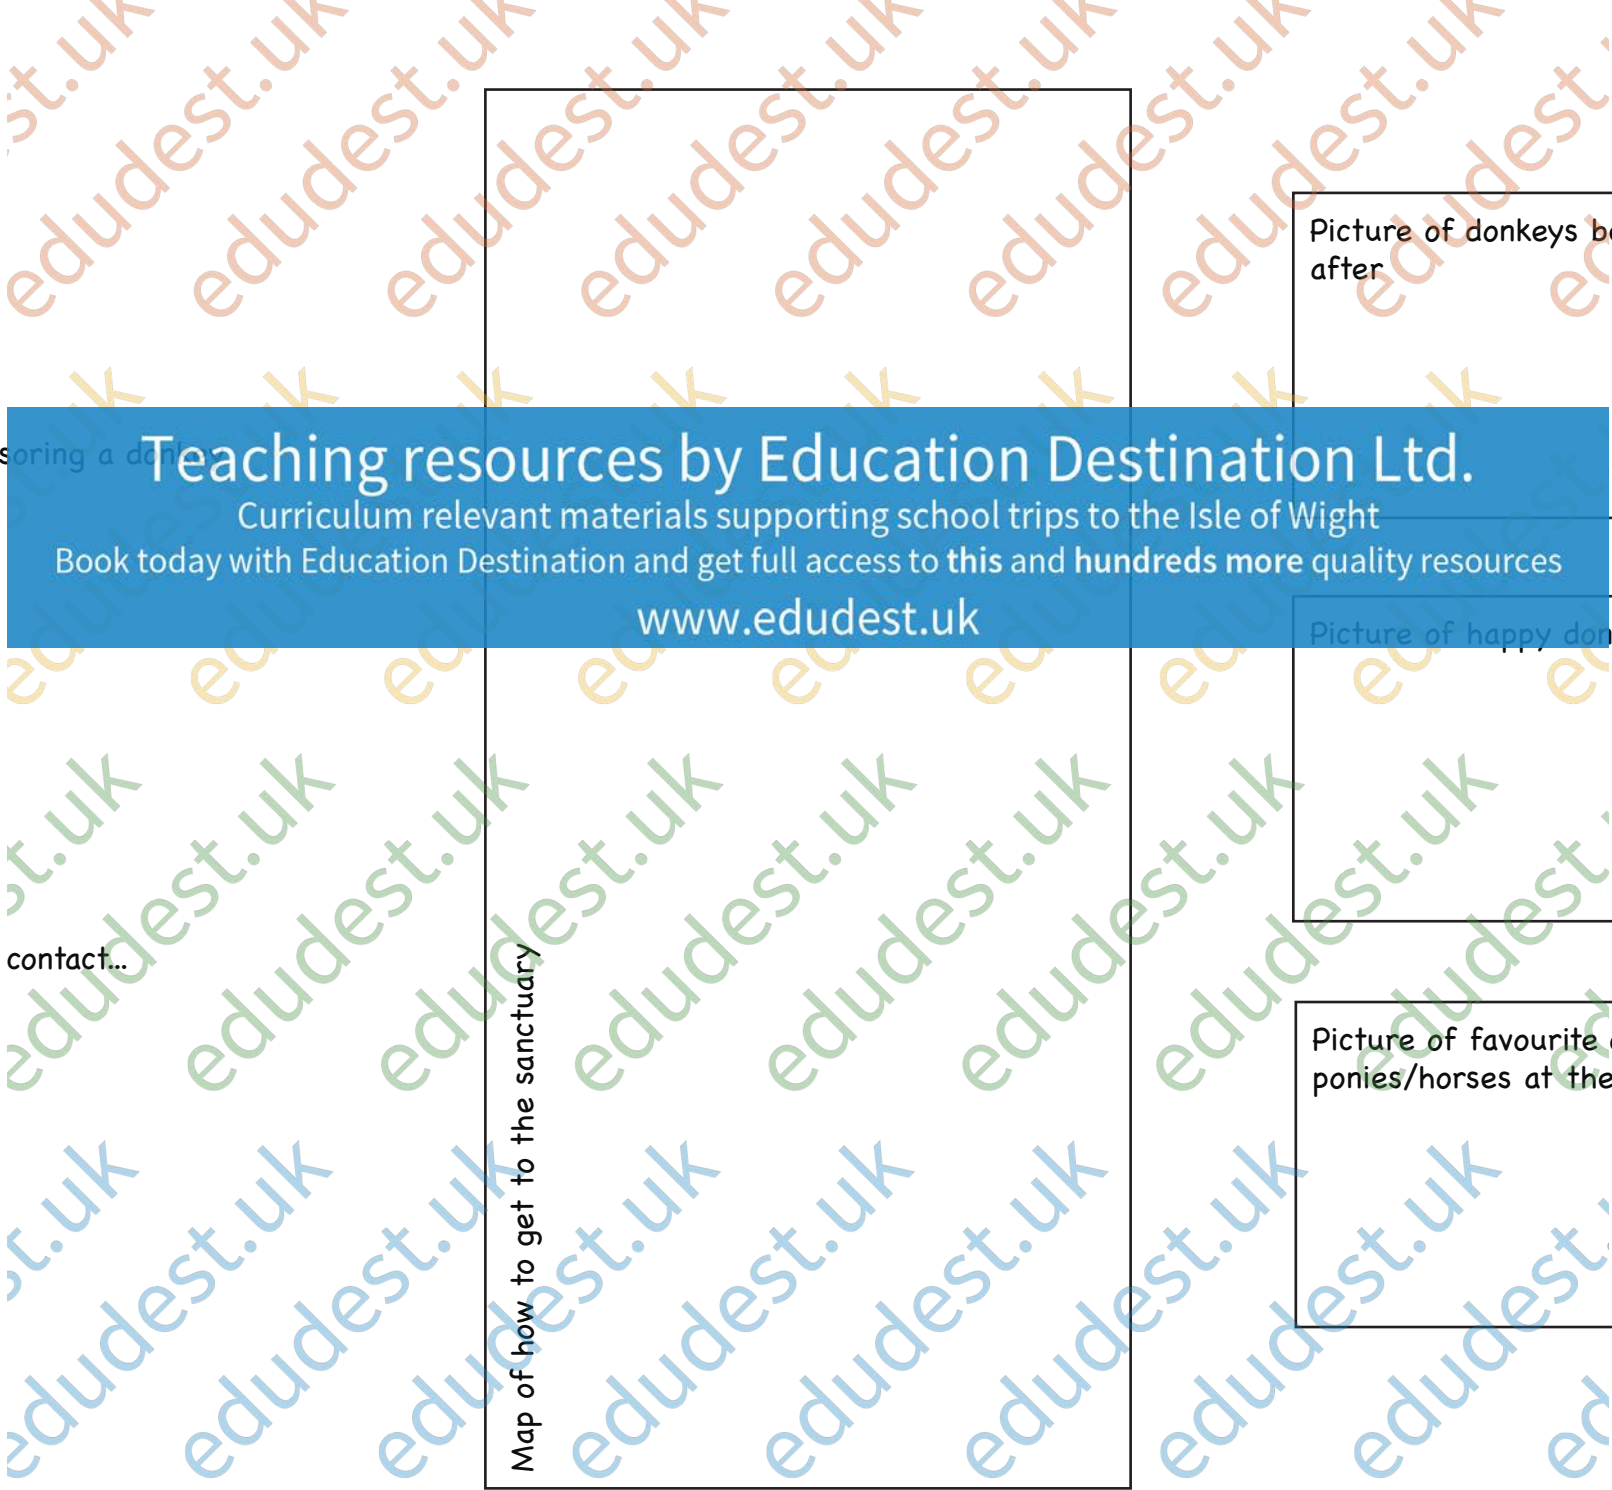 soring a donkey
contact...
Map of how to get to the sanctuary
Teaching resources by Education Destination Ltd.
Curriculum relevant materials supporting school trips to the Isle of Wight
Book today with Education Destination and get full access to this and hundreds more quality resources
www.edudest.uk
Picture of donkeys
after
Picture of happy
Picture of favourite
ponies/horses at the
edudest.uk